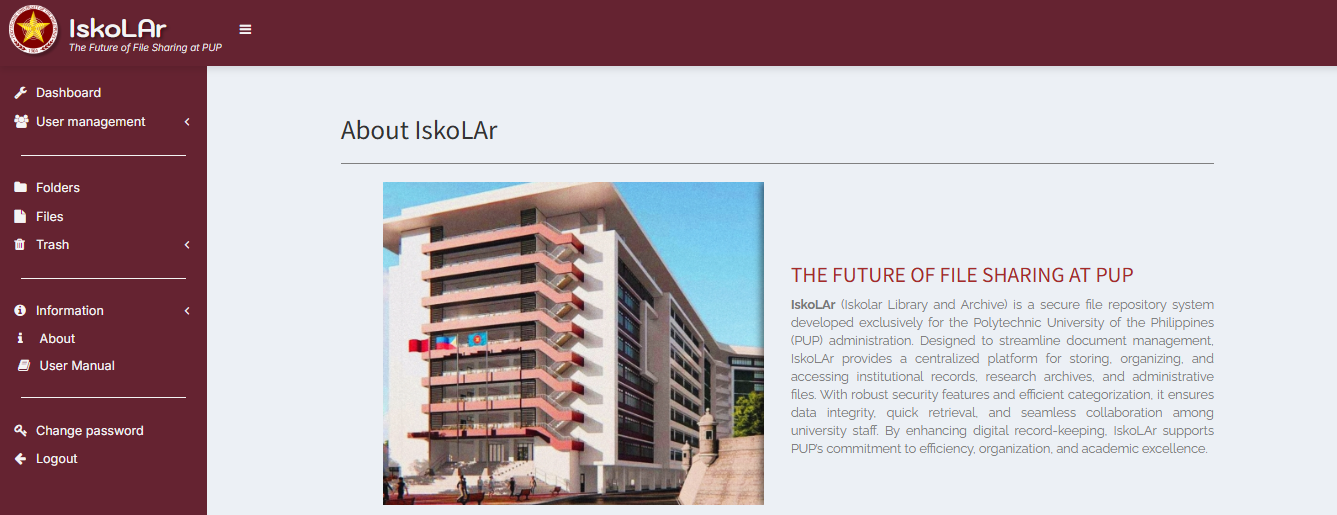 IskoLAr
The Future of File Sharing at PUP
Dashboard
User management
Folders
Files
Trash
Information
About
User Manual
Change password
Logout
About IskoLAr
THE FUTURE OF FILE SHARING AT PUP
IskoLAr (Iskolar Library and Archive) is a secure file repository system
developed exclusively for the Polytechnic University of the Philippines
(PUP) administration. Designed to streamline document management,
IskoLAr provides a centralized platform for storing, organizing, and
accessing institutional records, research archives, and administrative
files. With robust security features and efficient categorization, it ensures
data integrity, quick retrieval, and seamless collaboration among
university staff. By enhancing digital record-keeping, IskoLAr supports
PUP's commitment to efficiency, organization, and academic excellence.